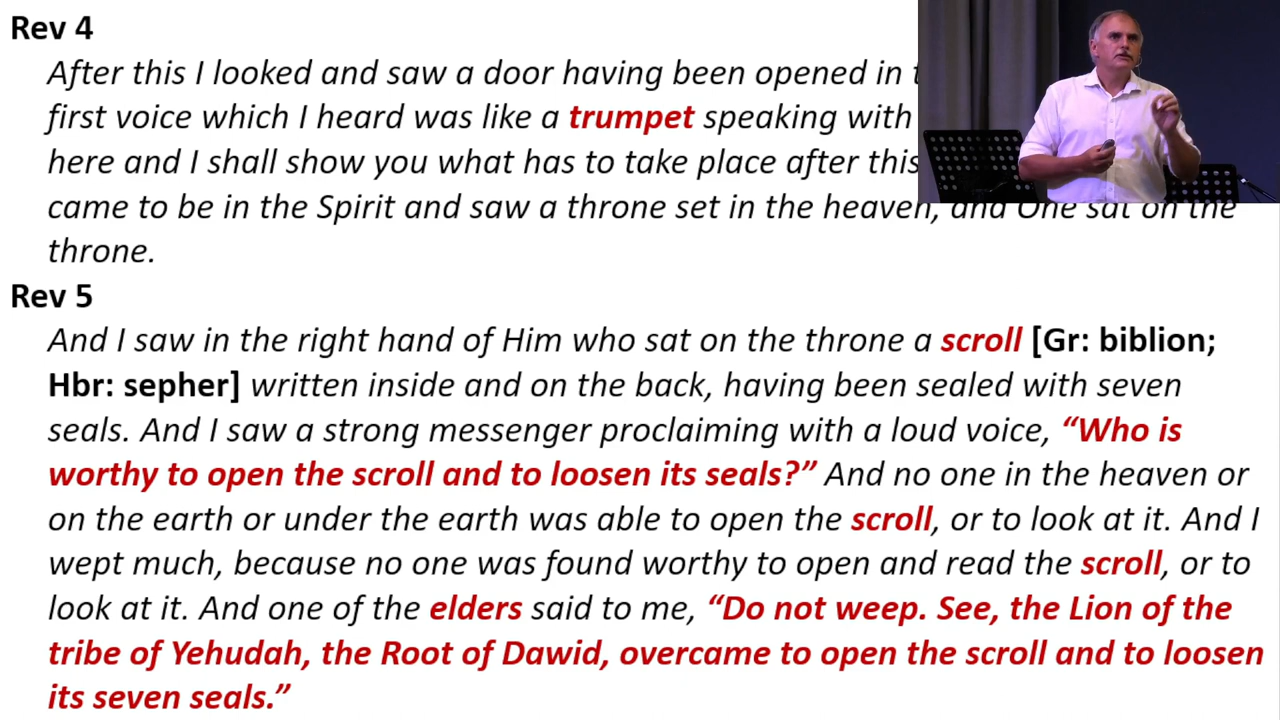 Rev 4
After this I looked and saw a door having been opened in
first voice which I heard was like a trumpet speaking with
here and I shall show you what has to take place after this
came to be in the Spirit and saw a throne set in the heaven, and One sat on the
throne.
Rev 5
And I saw in the right hand of Him who sat on the throne a scroll [Gr: biblion;
Hbr: sepher] written inside and on the back, having been sealed with seven
seals. And I saw a strong messenger proclaiming with a loud voice, “Who is
worthy to open the scroll and to loosen its seals?” And no one in the heaven or
on the earth or under the earth was able to open the scroll, or to look at it. And I
wept much, because no one was found worthy to open and read the scroll, or to
look at it. And one of the elders said to me, “Do not weep. See, the Lion of the
tribe of Yehudah, the Root of Dawid, overcame to open the scroll and to loosen
its seven seals.”